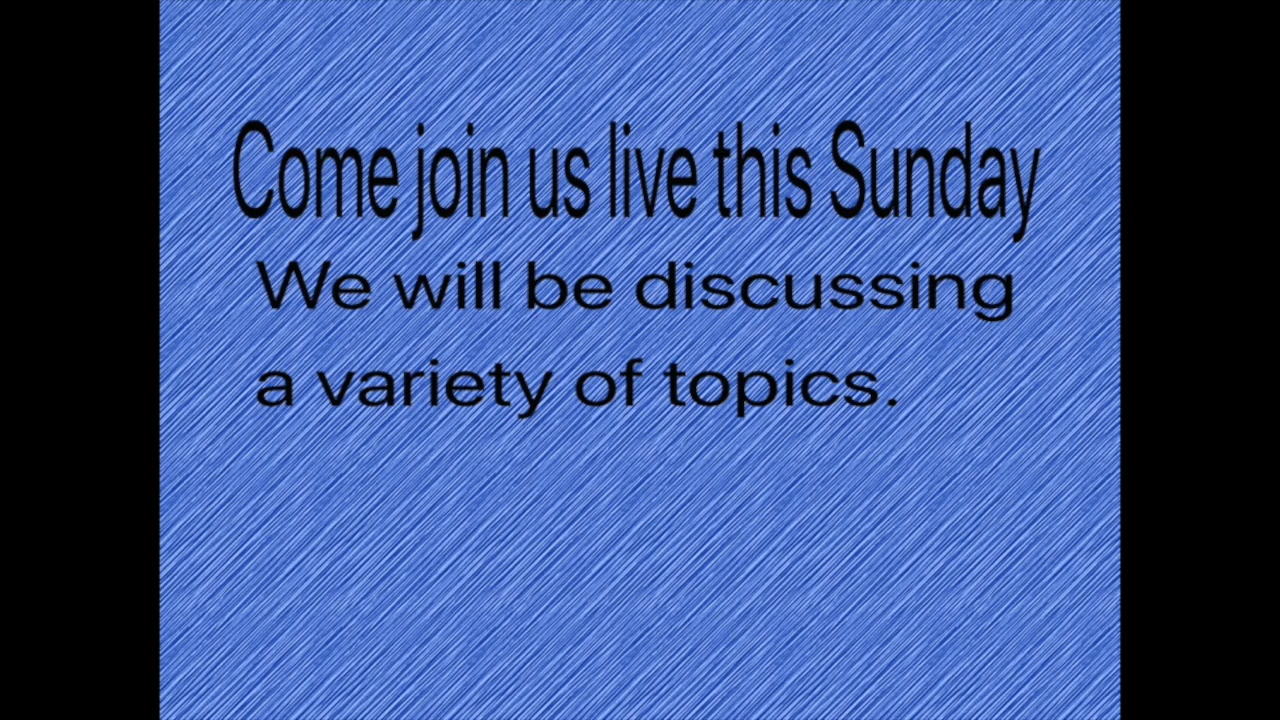 Come join us live this Sunday
We will be discussing
a variety of topics.